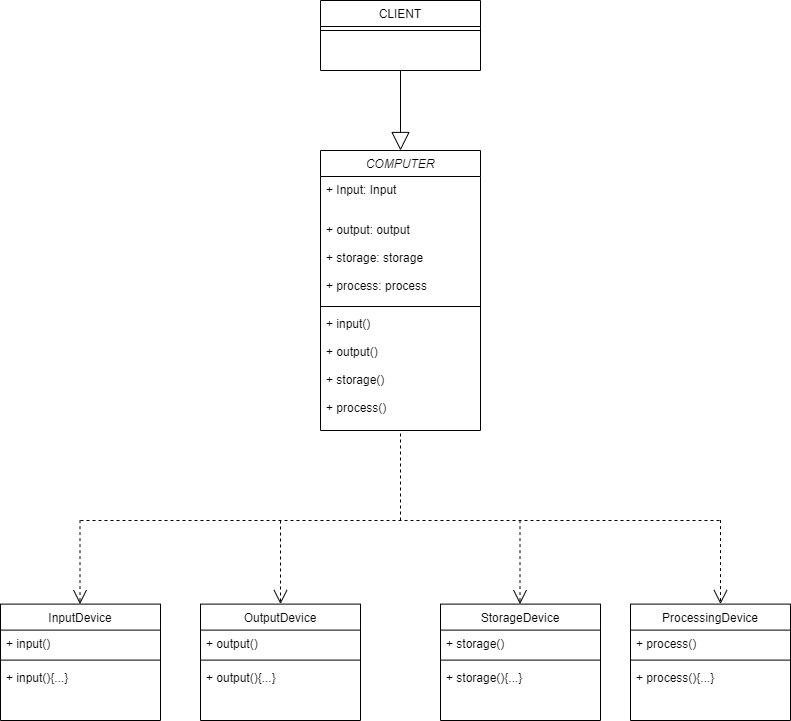 CLIENT
COMPUTER
+ Input: Input
+ output: output
+ storage: storage
+ process: process
+ input()
+ output()
+ storage()
+ process()
InputDevice
+ input()
+ input(){...}
OutputDevice
+ output()
+ output(){...}
StorageDevice
+ storage()
+ storage(){...}
ProcessingDevice
+ process()
+ process(){...}